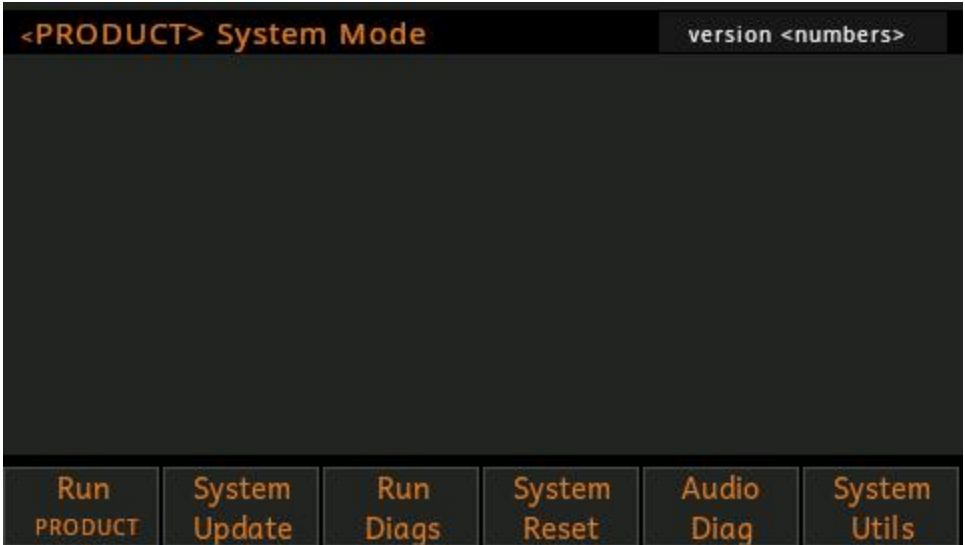 <PRODUCT> System Mode
version <numbers>
Run
PRODUCT
System
Update
Run
Diags
System
Reset
Audio
Diag
System
Utils